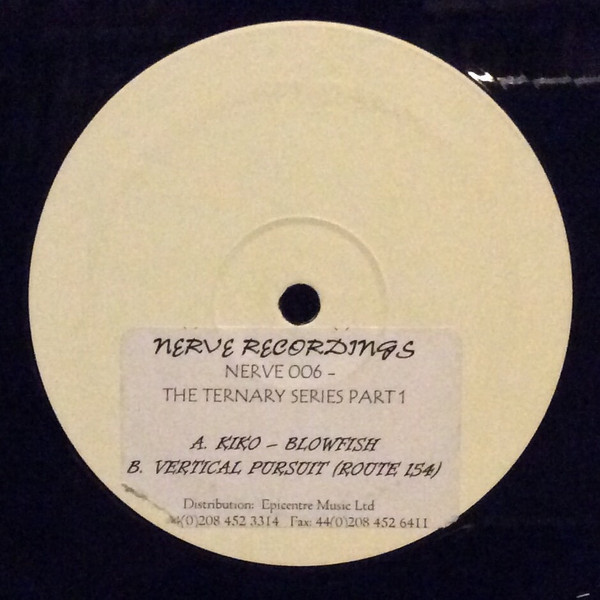 NERVE RECORDINGS
NERVE 006 –
THE TERNARY SERIES PART 1
A. KIKO – BLOWFISH
B. VERTICAL PURSUIT (ROUTE 154)
Distribution: Epicentre Music Ltd
44(0)208 452 3314 Fax: 44(0)208 452 6411